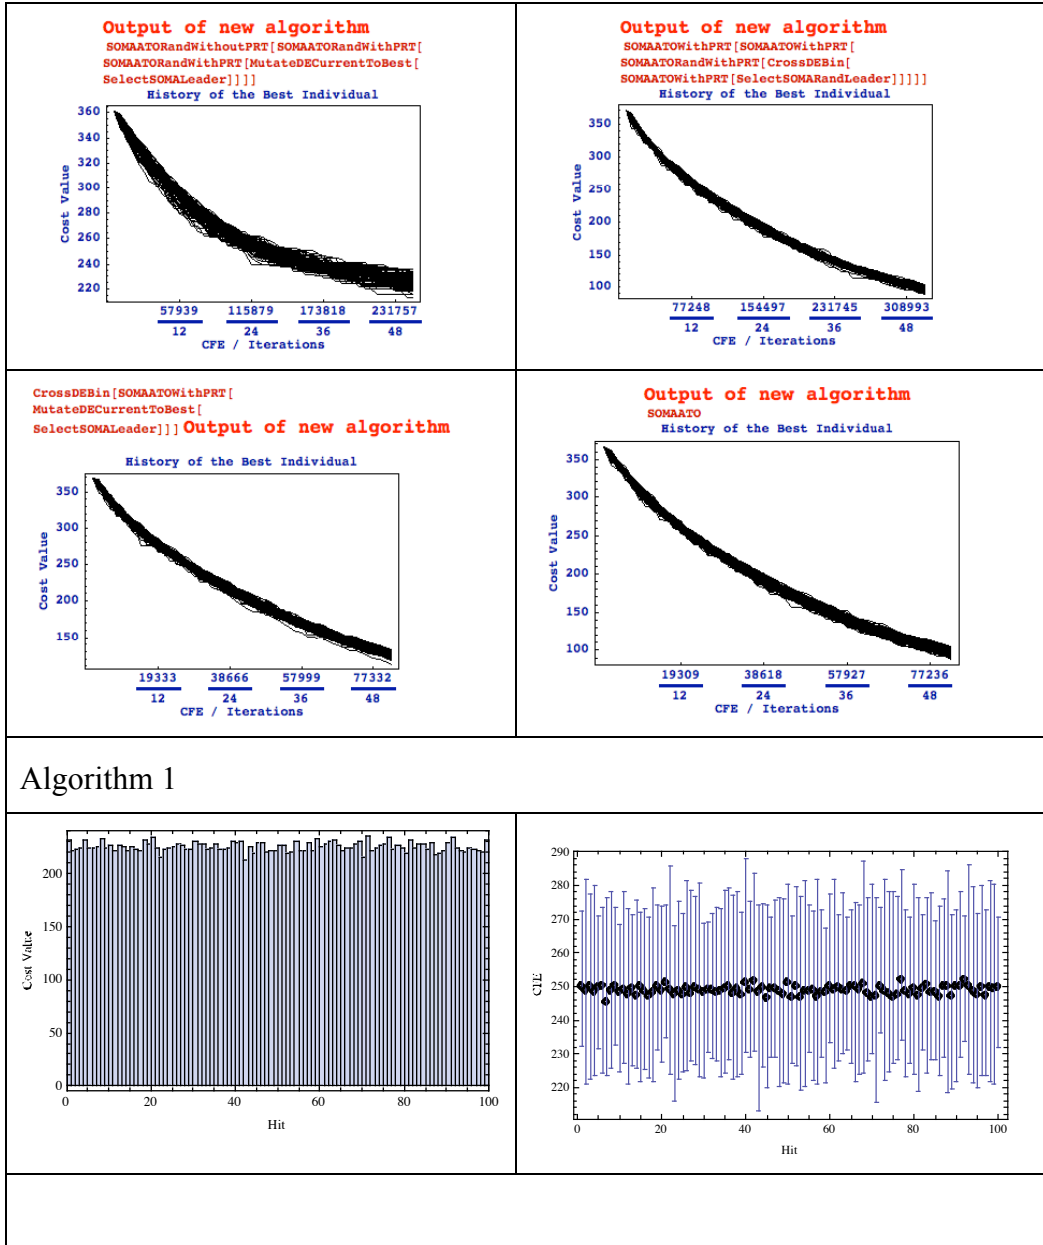 Output of new algorithm
SOMAATORandWithoutPRT[SOMAATORandWithPRT[
SOMAATORandWithPRT[MutateDECurrentToBest[
SelectSOMALeader]]]]
History of the Best Individual
360
340
320
300
280
260
240
220
Cost Value
57939 115879 173818 231757
12 24 36 48
CFE / Iterations
Output of new algorithm
SOMAATOWithPRT[SOMAATOWithPRT[
SOMAATORandWithPRT[CrossDEBin[
SOMAATOWithPRT[SelectSOMARandLeader]]]]]
History of the Best Individual
350
300
250
200
150
100
Cost Value
77248 154497 231745 308993
12 24 36 48
CFE / Iterations
CrossDEBin[SOMAATOWithPRT[
MutateDECurrentToBest[
SelectSOMALeader]]] Output of new algorithm
History of the Best Individual
350
300
250
200
150
Cost Value
19333 38666 57999 77332
12 24 36 48
CFE / Iterations
Output of new algorithm
SOMAATO
History of the Best Individual
350
300
250
200
150
100
Cost Value
19309 38618 57927 77236
12 24 36 48
CFE / Iterations
Algorithm 1
200
150
100
50
0
Cost Value
0 20 40 60 80 100
Hit
290
280
270
260
250
240
230
220
CFE
0 20 40 60 80 100
Hit